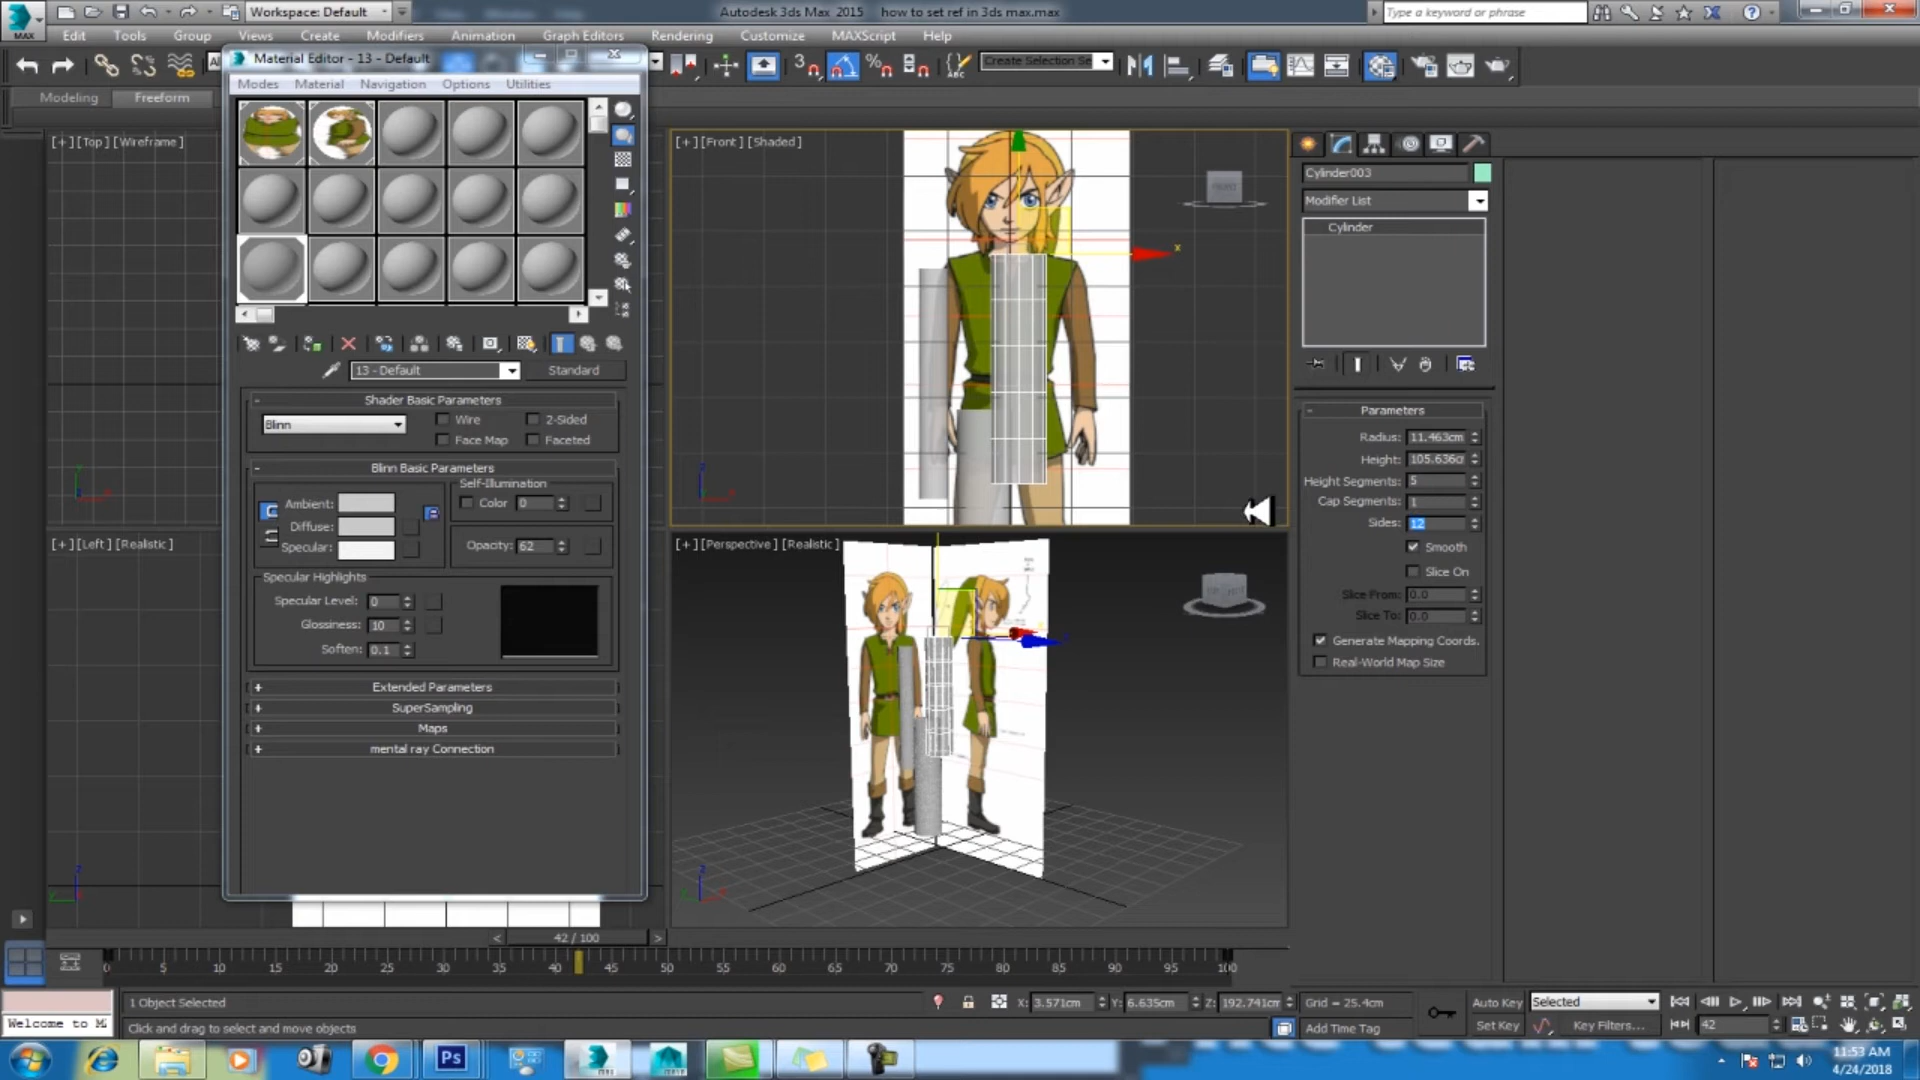 Workspace: Default
Autodesk 3ds Max 2015    how to set ref in 3ds max.max
Type a keyword or phrase
MAX
Edit Tools Group Views Create Modifiers Animation Graph Editors Rendering Customize MAXScript Help
Create Selection Se
Modeling Freeform
Material Editor - 13 - Default
Modes Material Navigation Options Utilities
13 - Default Standard
Shader Basic Parameters
Blinn Wire 2-Sided
Face Map Faceted
Blinn Basic Parameters
Self-Illumination
Ambient: Color 0
Diffuse:
Specular: Opacity: 62
Specular Highlights
Specular Level: 0
Glossiness: 10
Soften: 0.1
Extended Parameters
SuperSampling
Maps
mental ray Connection
[+][Top][Wireframe]
[+][Front][Shaded]
FRONT
x
[+][Left][Realistic]
[+][Perspective][Realistic]
Cylinder003
Modifier List
Cylinder
Parameters
Radius: 11.463cm
Height: 105.636c
Height Segments: 5
Cap Segments: 1
Sides: 12
Smooth
Slice On
Slice From: 0.0
Slice To: 0.0
Generate Mapping Coords.
Real-World Map Size
42 / 100
0 5 10 15 20 25 30 35 40 45 50 55 60 65 70 75 80 85 90 95 100
1 Object Selected X: 3.571cm Y: 6.635cm Z: 192.741cm Grid = 25.4cm Auto Key Selected
Welcome to M Click and drag to select and move objects Add Time Tag Set Key Key Filters... 42
Ps
11:53 AM
4/24/2018